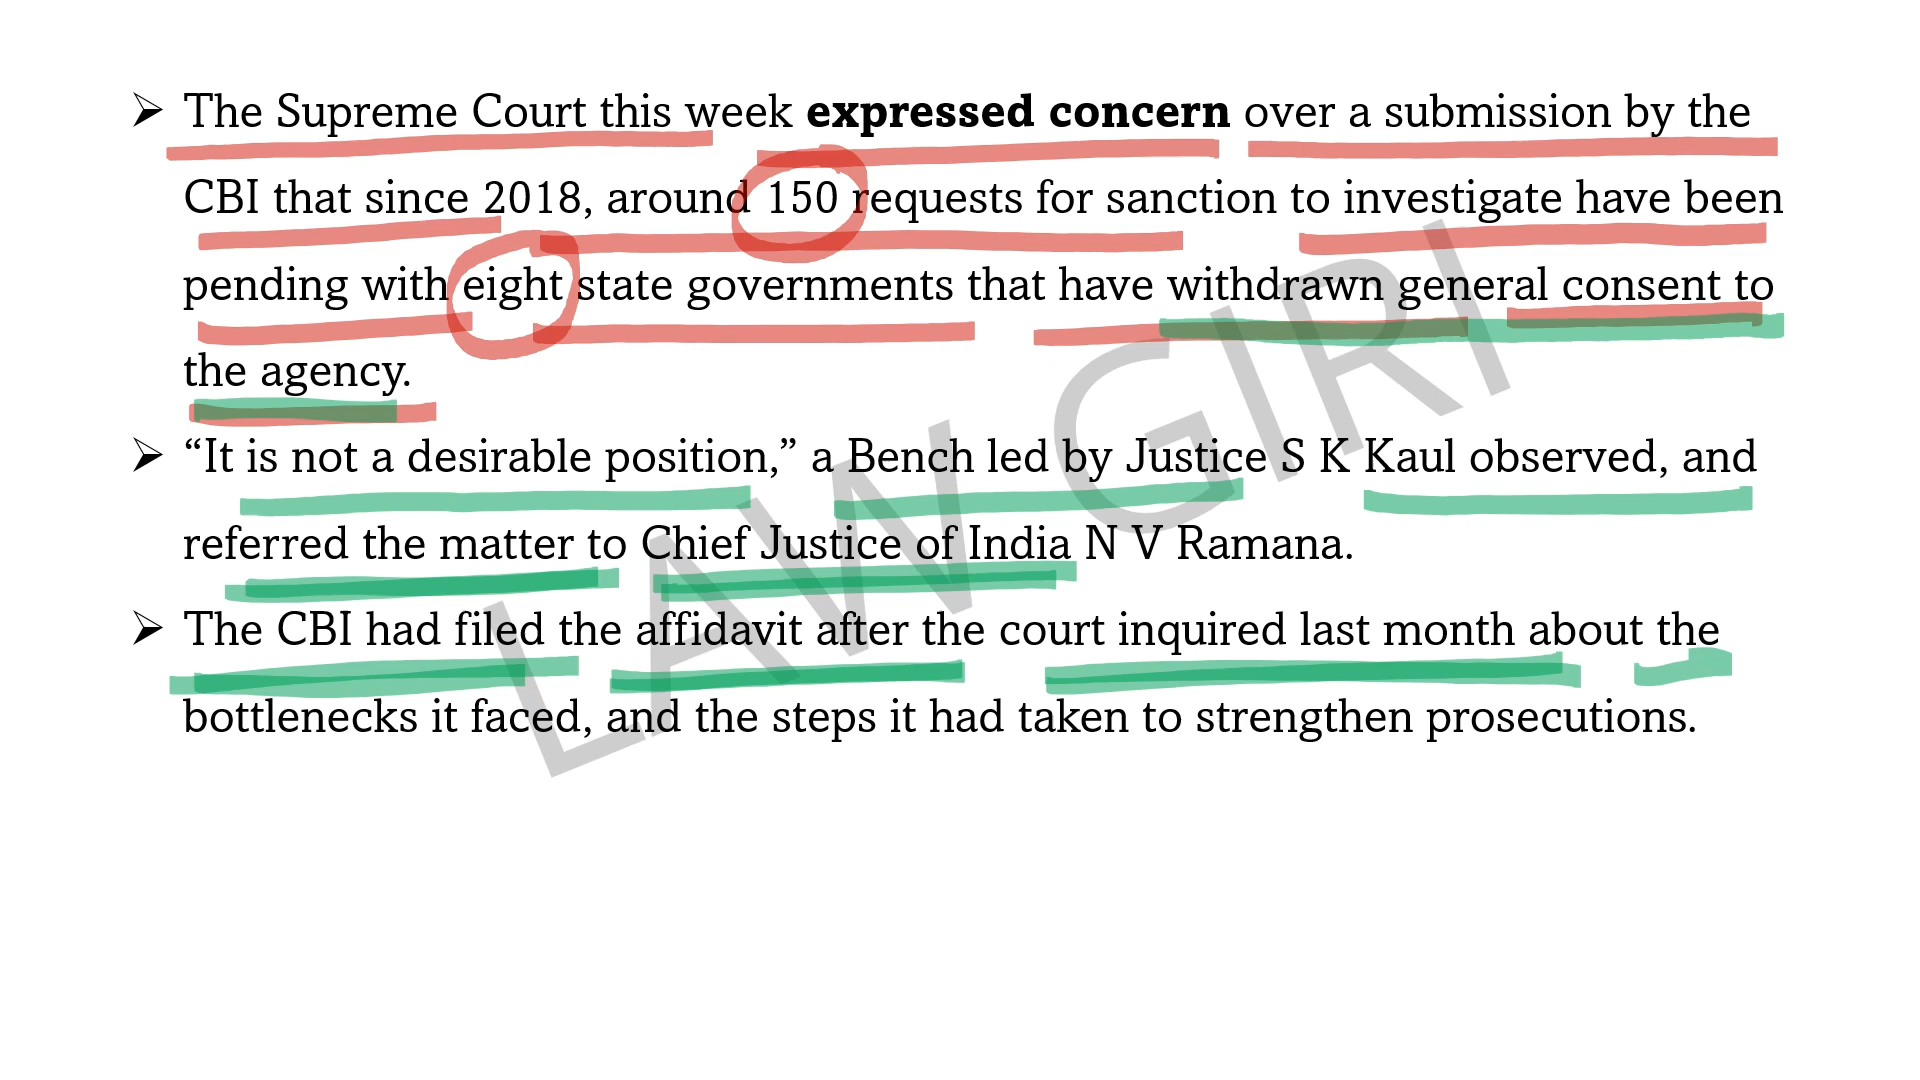 ➢ The Supreme Court this week expressed concern over a submission by the
CBI that since 2018, around 150 requests for sanction to investigate have been
pending with eight state governments that have withdrawn general consent to
the agency.
➢ “It is not a desirable position,” a Bench led by Justice S K Kaul observed, and
referred the matter to Chief Justice of India N V Ramana.
➢ The CBI had filed the affidavit after the court inquired last month about the
bottlenecks it faced, and the steps it had taken to strengthen prosecutions.
LAW GIRI